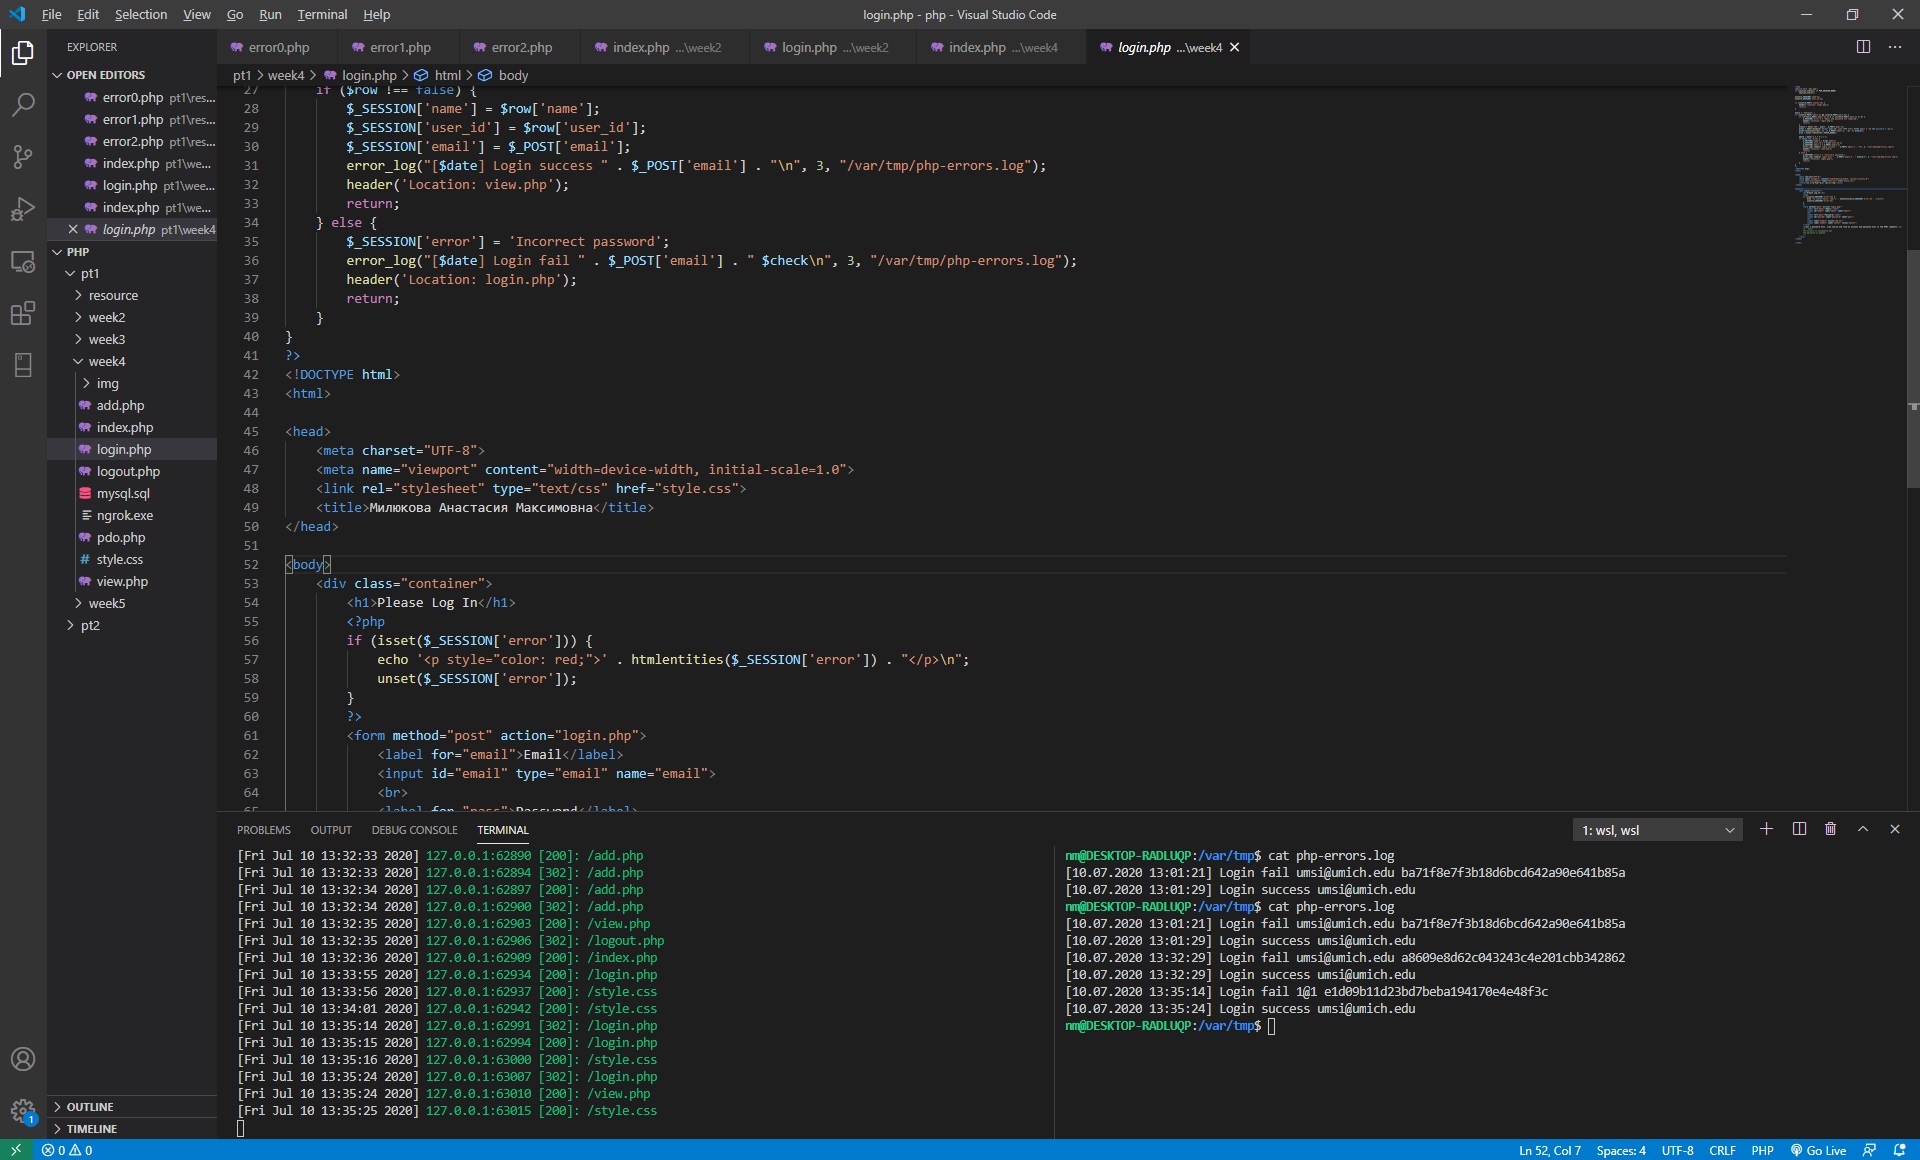 File Edit Selection View Go Run Terminal Help
login.php - php - Visual Studio Code
EXPLORER
OPEN EDITORS
error0.php pt1\res...
error1.php pt1\res...
error2.php pt1\res...
index.php pt1\we...
login.php pt1\wee...
index.php pt1\we...
login.php pt1\week4
PHP
pt1
resource
week2
week3
week4
img
add.php
index.php
login.php
logout.php
mysql.sql
ngrok.exe
pdo.php
style.css
view.php
week5
pt2
OUTLINE
TIMELINE
error0.php error1.php error2.php index.php ...\week2 login.php ...\week2 index.php ...\week4 login.php ...\week4
pt1 > week4 > login.php > html > body
27 if ($row !== false) {
28 $_SESSION['name'] = $row['name'];
29 $_SESSION['user_id'] = $row['user_id'];
30 $_SESSION['email'] = $_POST['email'];
31 error_log("[$date] Login success " . $_POST['email'] . "\n", 3, "/var/tmp/php-errors.log");
32 header('Location: view.php');
33 return;
34 } else {
35 $_SESSION['error'] = 'Incorrect password';
36 error_log("[$date] Login fail " . $_POST['email'] . " $check\n", 3, "/var/tmp/php-errors.log");
37 header('Location: login.php');
38 return;
39 }
40 }
41 ?>
42 <!DOCTYPE html>
43 <html>
44
45 <head>
46 <meta charset="UTF-8">
47 <meta name="viewport" content="width=device-width, initial-scale=1.0">
48 <link rel="stylesheet" type="text/css" href="style.css">
49 <title>Милюкова Анастасия Максимовна</title>
50 </head>
51
52 <body>
53 <div class="container">
54 <h1>Please Log In</h1>
55 <?php
56 if (isset($_SESSION['error'])) {
57 echo '<p style="color: red;">' . htmlentities($_SESSION['error']) . "</p>\n";
58 unset($_SESSION['error']);
59 }
60 ?>
61 <form method="post" action="login.php">
62 <label for="email">Email</label>
63 <input id="email" type="email" name="email">
64 <br>
65 <label for="pass">Password</label>
PROBLEMS OUTPUT DEBUG CONSOLE TERMINAL
1: wsl, wsl
[Fri Jul 10 13:32:33 2020] 127.0.0.1:62890 [200]: /add.php
[Fri Jul 10 13:32:33 2020] 127.0.0.1:62894 [302]: /add.php
[Fri Jul 10 13:32:34 2020] 127.0.0.1:62897 [200]: /add.php
[Fri Jul 10 13:32:34 2020] 127.0.0.1:62900 [302]: /add.php
[Fri Jul 10 13:32:35 2020] 127.0.0.1:62903 [200]: /view.php
[Fri Jul 10 13:32:35 2020] 127.0.0.1:62906 [302]: /logout.php
[Fri Jul 10 13:32:36 2020] 127.0.0.1:62909 [200]: /index.php
[Fri Jul 10 13:33:55 2020] 127.0.0.1:62934 [200]: /login.php
[Fri Jul 10 13:33:56 2020] 127.0.0.1:62937 [200]: /style.css
[Fri Jul 10 13:34:01 2020] 127.0.0.1:62942 [200]: /style.css
[Fri Jul 10 13:35:14 2020] 127.0.0.1:62991 [302]: /login.php
[Fri Jul 10 13:35:15 2020] 127.0.0.1:62994 [200]: /login.php
[Fri Jul 10 13:35:16 2020] 127.0.0.1:63000 [200]: /style.css
[Fri Jul 10 13:35:24 2020] 127.0.0.1:63007 [302]: /login.php
[Fri Jul 10 13:35:24 2020] 127.0.0.1:63010 [200]: /view.php
[Fri Jul 10 13:35:25 2020] 127.0.0.1:63015 [200]: /style.css
nm@DESKTOP-RADLUQP:/var/tmp$ cat php-errors.log
[10.07.2020 13:01:21] Login fail umsi@umich.edu ba71f8e7f3b18d6bcd642a90e641b85a
[10.07.2020 13:01:29] Login success umsi@umich.edu
nm@DESKTOP-RADLUQP:/var/tmp$ cat php-errors.log
[10.07.2020 13:01:21] Login fail umsi@umich.edu ba71f8e7f3b18d6bcd642a90e641b85a
[10.07.2020 13:01:29] Login success umsi@umich.edu
[10.07.2020 13:32:29] Login fail umsi@umich.edu a8609e8d62c043243c4e201cbb342862
[10.07.2020 13:32:29] Login success umsi@umich.edu
[10.07.2020 13:35:14] Login fail 1@1 e1d09b11d23bd7beba194170e4e48f3c
[10.07.2020 13:35:24] Login success umsi@umich.edu
nm@DESKTOP-RADLUQP:/var/tmp$
1
0 0
Ln 52, Col 7 Spaces: 4 UTF-8 CRLF PHP Go Live